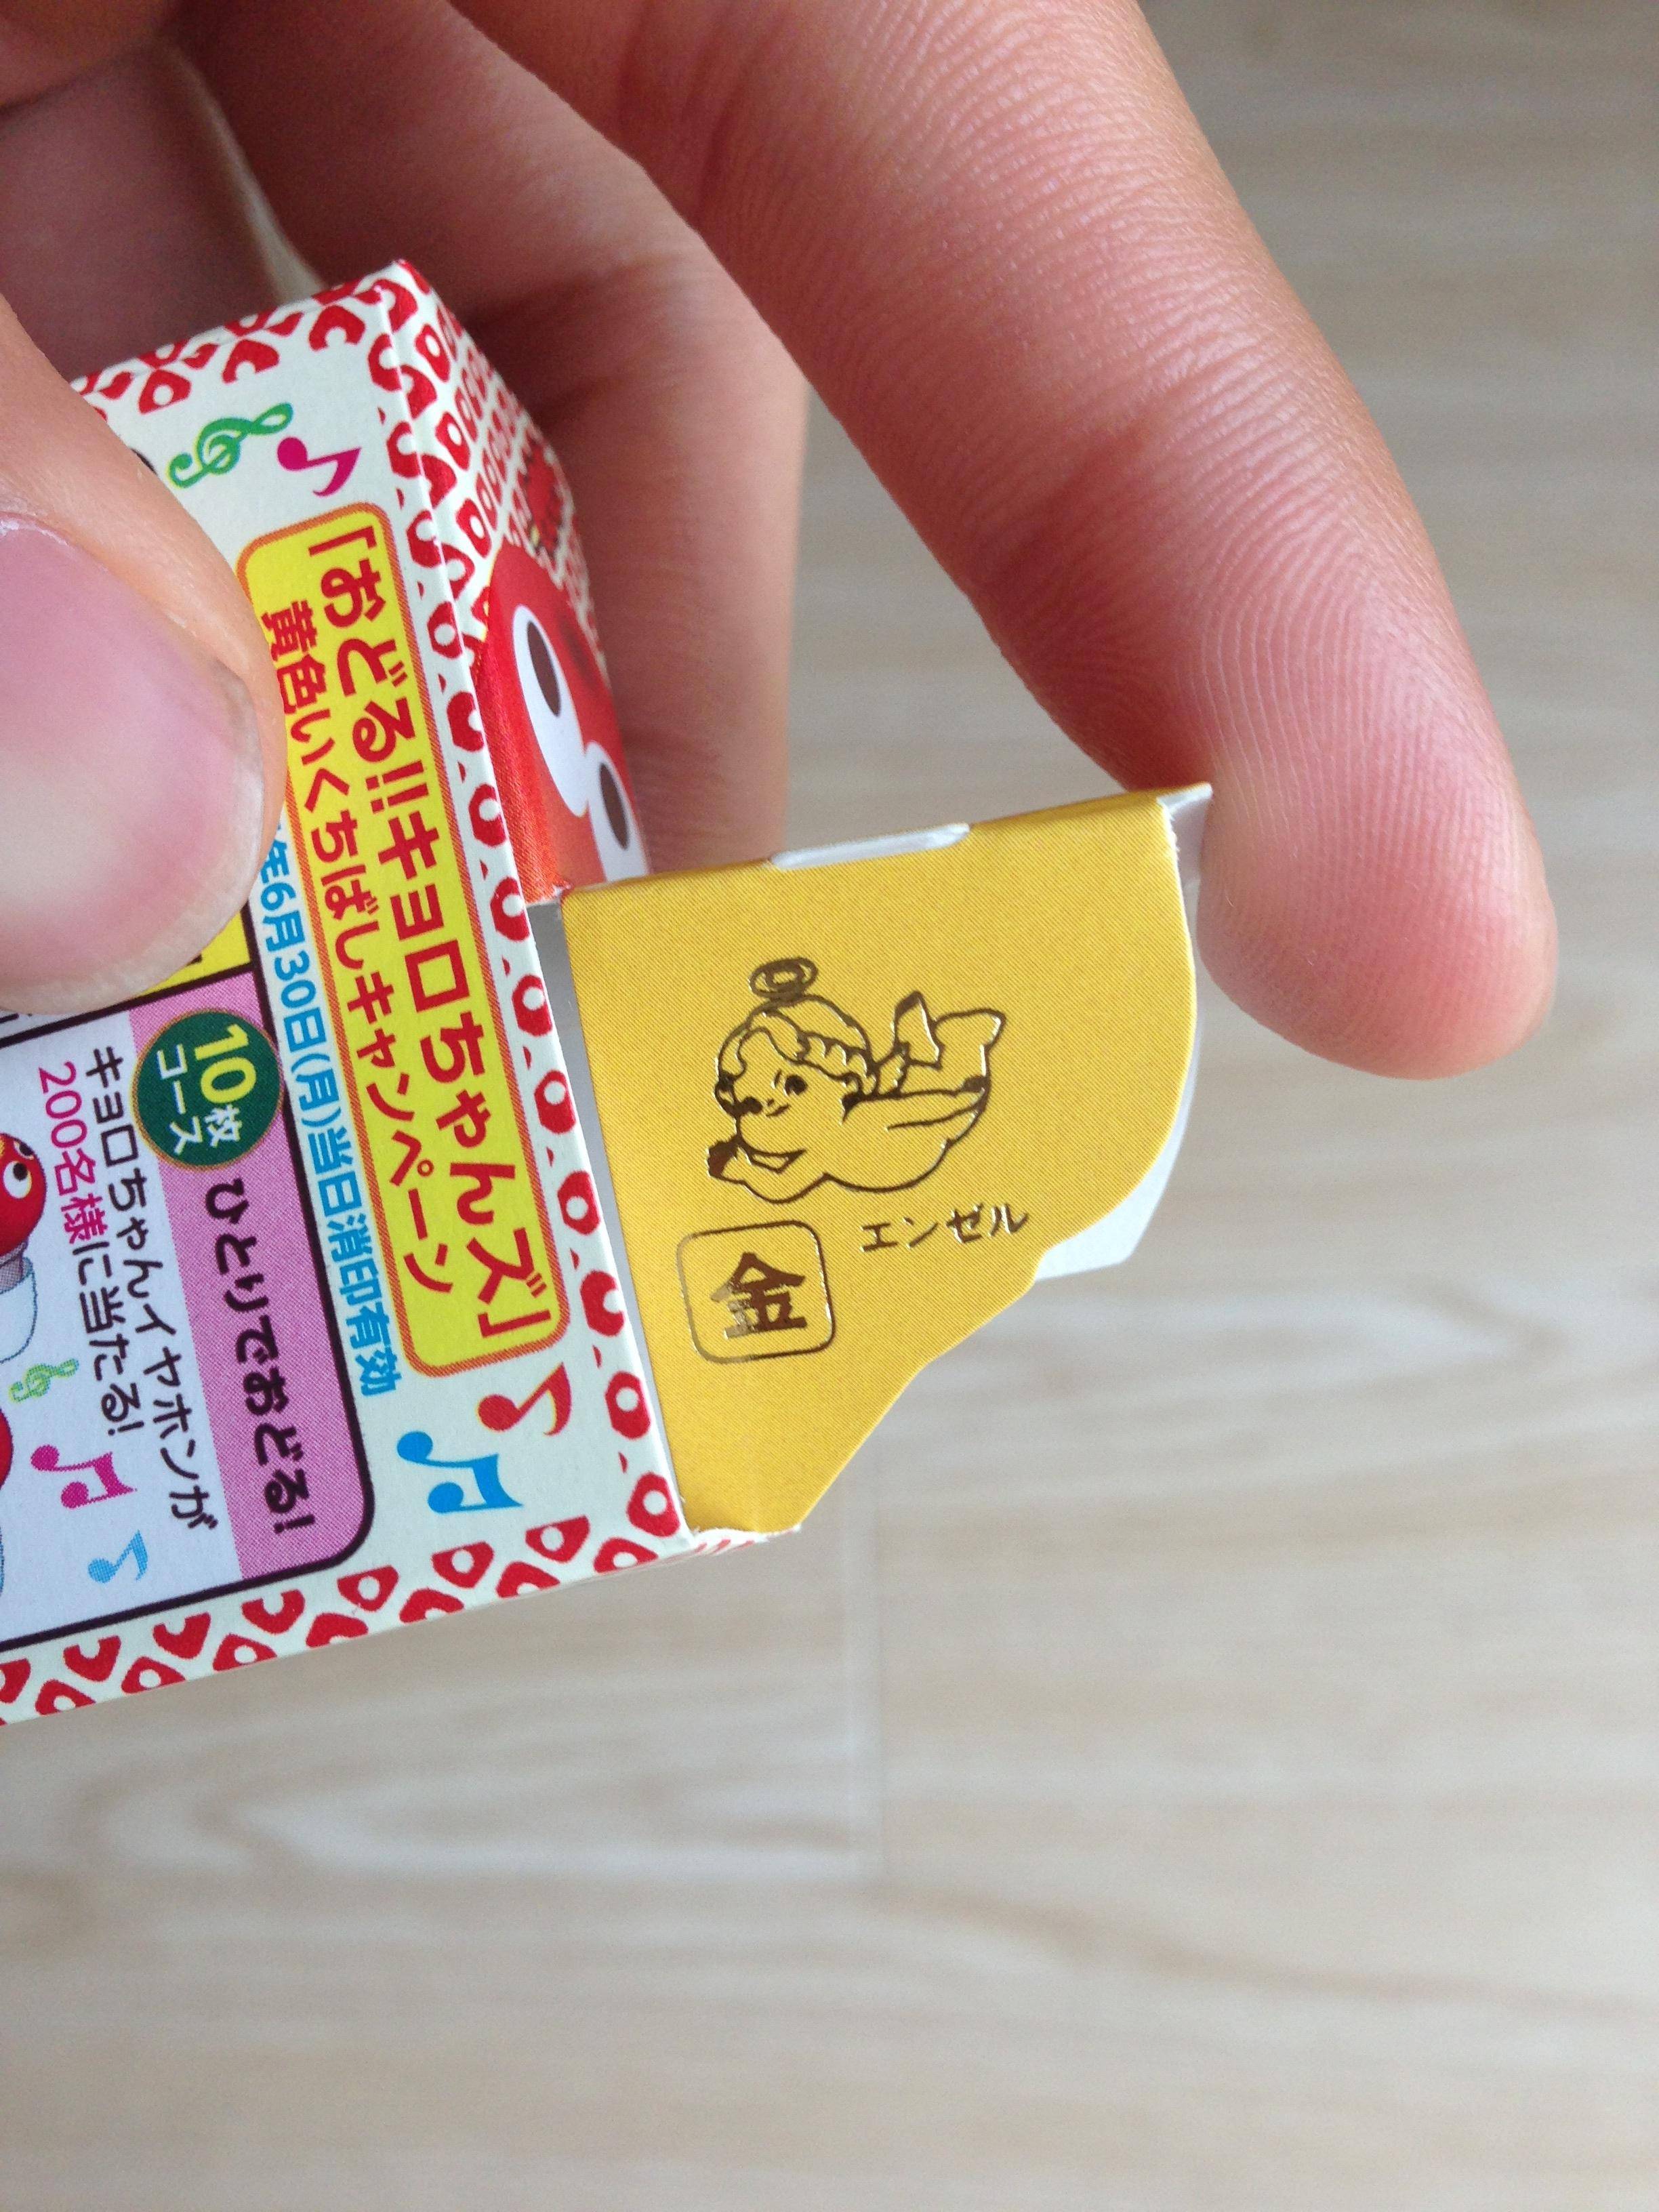 「おどる!!キョロちゃんズ」
黄色いくちばしキャンペーン
年6月30日(月)当日消印有効
10枚
コース
ひとりでおどる!
キョロちゃんイヤホンが
200名様に当たる!
エンゼル
金